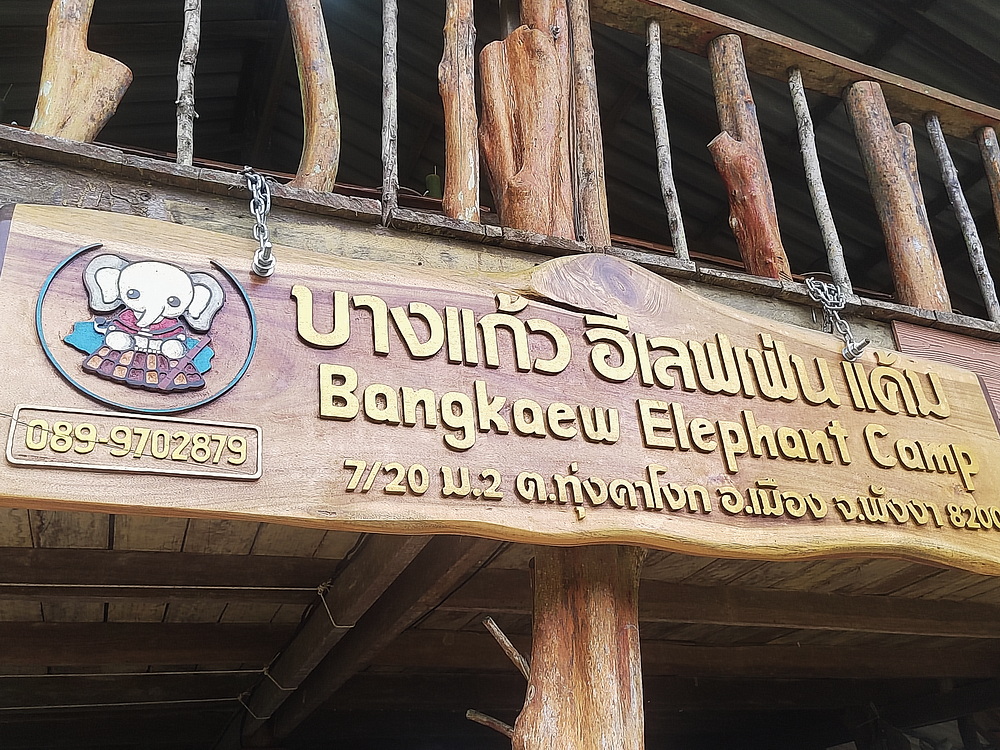 บางแก้ว อีเลฟเฟ่น แค้ม
Bangkaew Elephant Camp
089-9702879
7/20 ม.2 ต.ทุ่งคาโงก อ.เมือง จ.พังงา 8200